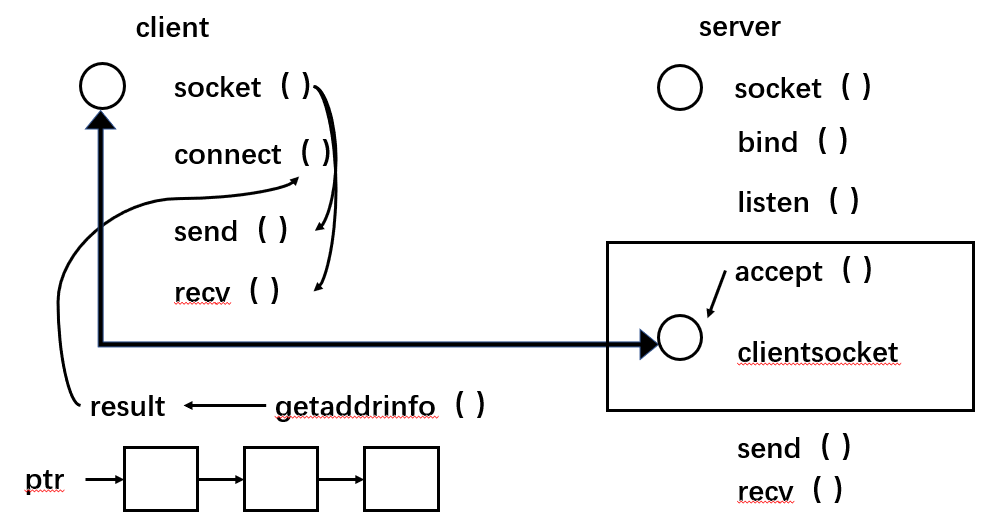 client
socket ( )
connect ( )
send ( )
recv ( )
result
getaddrinfo ( )
ptr
server
socket ( )
bind ( )
listen ( )
accept ( )
clientsocket
send ( )
recv ( )